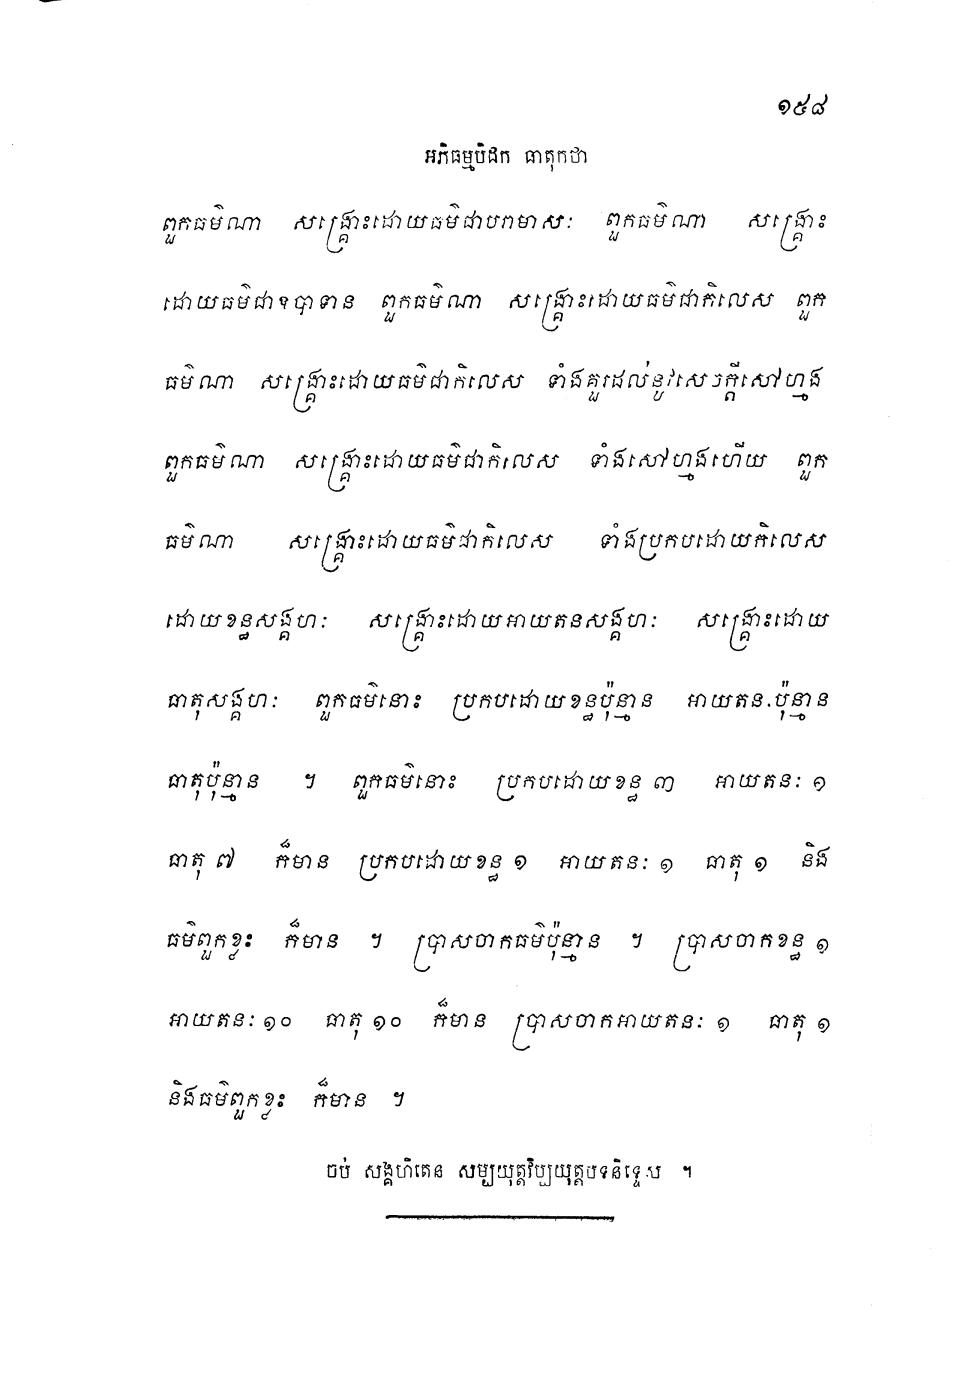 ១៥៨
អភិធម្មបិដក ធាតុកថា
ពួកធម៌ណា សង្គ្រោះដោយធម៌ជាបរាមាសៈ ពួកធម៌ណា សង្គ្រោះ
ដោយធម៌ជាឧបាទាន ពួកធម៌ណា សង្គ្រោះដោយធម៌ជាកិលេស ពួក
ធម៌ណា សង្គ្រោះដោយធម៌ជាកិលេស ទាំងគួរដល់នូវសេចក្តីសៅហ្មង
ពួកធម៌ណា សង្គ្រោះដោយធម៌ជាកិលេស ទាំងសៅហ្មងហើយ ពួក
ធម៌ណា សង្គ្រោះដោយធម៌ជាកិលេស ទាំងប្រកបដោយកិលេស
ដោយខន្ធសង្គហៈ សង្គ្រោះដោយអាយតនសង្គហៈ សង្គ្រោះដោយ
ធាតុសង្គហៈ ពួកធម៌នោះ ប្រកបដោយខន្ធប៉ុន្មាន អាយតនៈប៉ុន្មាន
ធាតុប៉ុន្មាន ។ ពួកធម៌នោះ ប្រកបដោយខន្ធ ៣ អាយតនៈ ១
ធាតុ ៧ ក៏មាន ប្រកបដោយខន្ធ ១ អាយតនៈ ១ ធាតុ ១ និង
ធម៌ពួកខ្លះ ក៏មាន ។ ប្រាសចាកធម៌ប៉ុន្មាន ។ ប្រាសចាកខន្ធ ១
អាយតនៈ ១០ ធាតុ ១០ ក៏មាន ប្រាសចាកអាយតនៈ ១ ធាតុ ១
និងធម៌ពួកខ្លះ ក៏មាន ។
ចប់ សង្គហិតេន សម្បយុត្តវិប្បយុត្តបទនិទ្ទេស ។